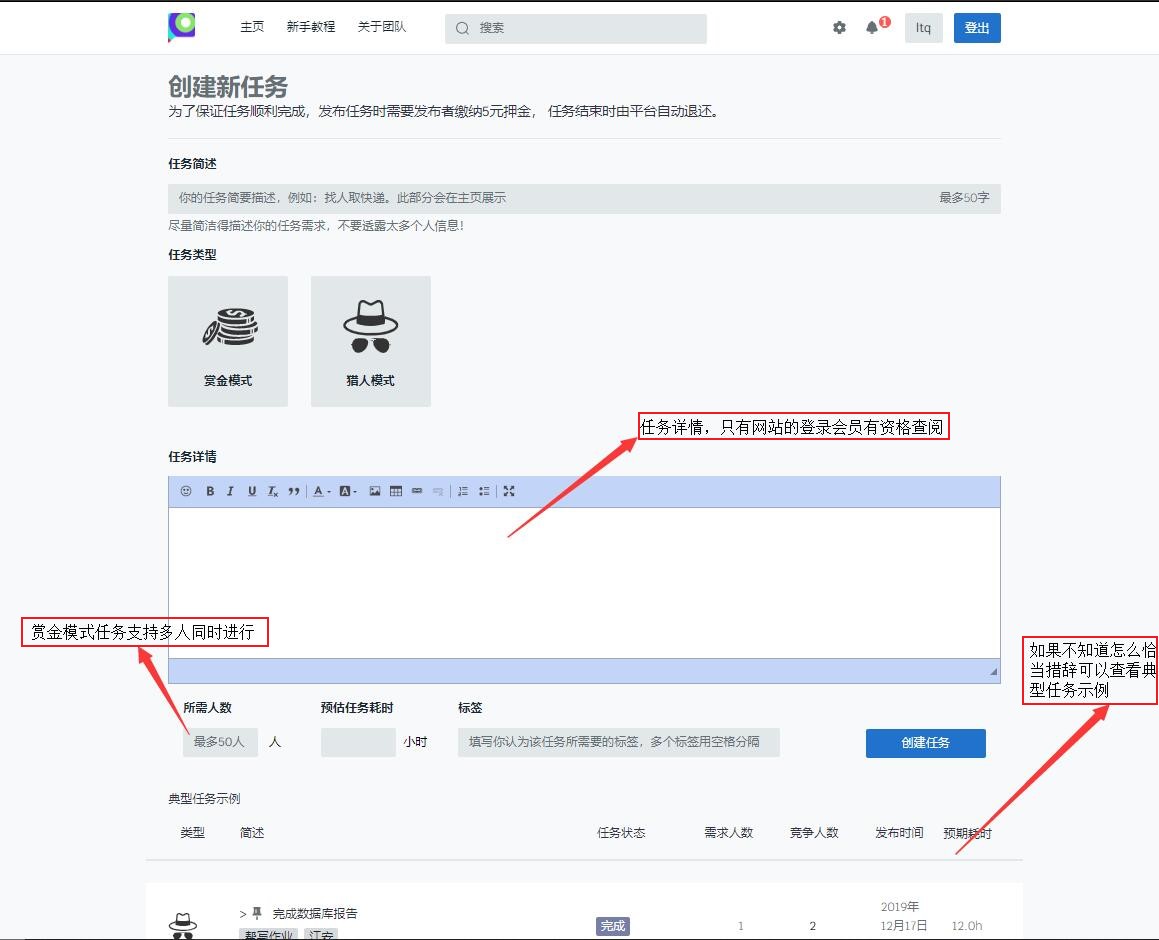 主页 新手教程 关于团队 搜索 1 ltq 登出
创建新任务
为了保证任务顺利完成，发布任务时需要发布者缴纳5元押金， 任务结束时由平台自动退还。
任务简述
你的任务简要描述，例如：找人取快递。此部分会在主页展示 最多50字
尽量简洁得描述你的任务需求，不要透露太多个人信息！
任务类型
赏金模式 猎人模式
任务详情，只有网站的登录会员有资格查阅
任务详情
B I U Tx A A
赏金模式任务支持多人同时进行
如果不知道怎么恰
当措辞可以查看典
型任务示例
所需人数 预估任务耗时 标签
最多50人 人 小时 填写你认为该任务所需要的标签，多个标签用空格分隔 创建任务
典型任务示例
类型 简述 任务状态 需求人数 竞争人数 发布时间 预期耗时
> 完成数据库报告
帮写作业 江安
完成 1 2
2019年
12月17日 12.0h